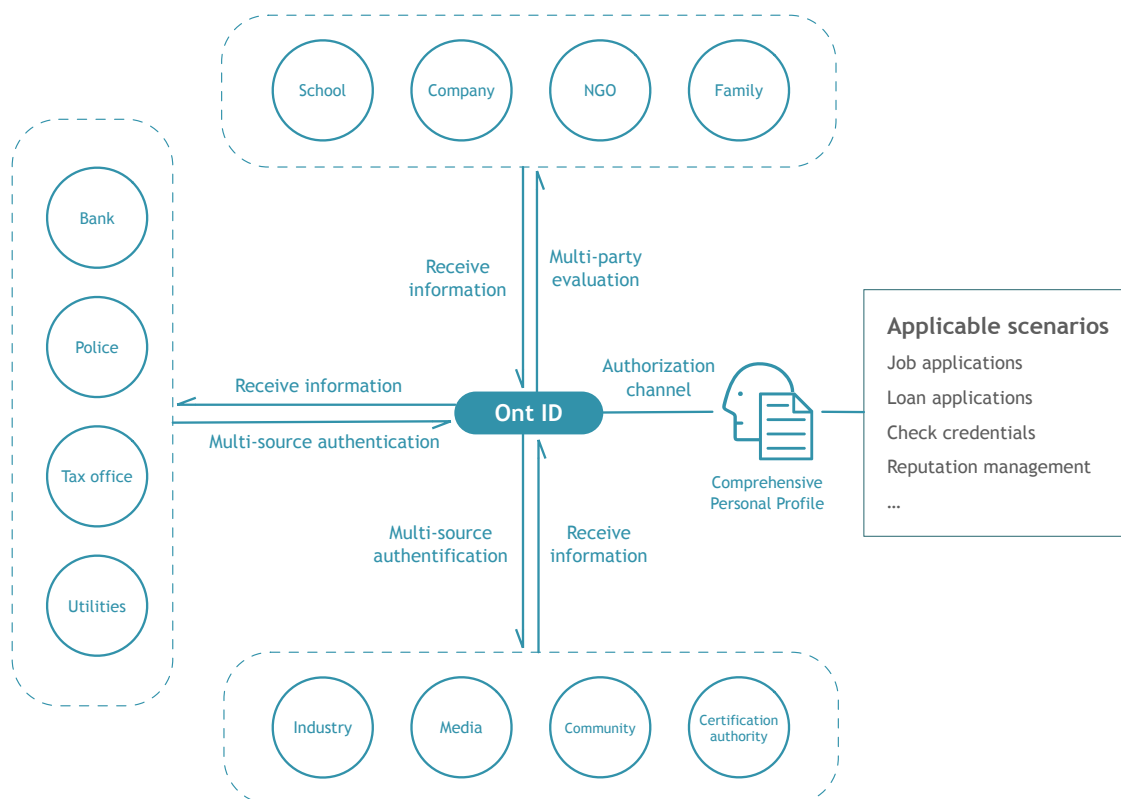 School
Company
NGO
Family
Bank
Police
Tax office
Utilities
Receive
information
Multi-party
evaluation
Receive information
Multi-source authentication
Ont ID
Authorization
channel
Comprehensive
Personal Profile
Applicable scenarios
Job applications
Loan applications
Check credentials
Reputation management
...
Multi-source
authentification
Receive
information
Industry
Media
Community
Certification
authority